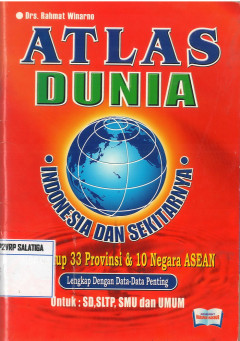 Drs. Rahmat Winarno
ATLAS
DUNIA
INDONESIA DAN SEKITARNYA
P2VRP SALATIGA
up 33 Provinsi & 10 Negara ASEAN
Lengkap Dengan Data-Data Penting
Untuk : SD,SLTP, SMU dan UMUM